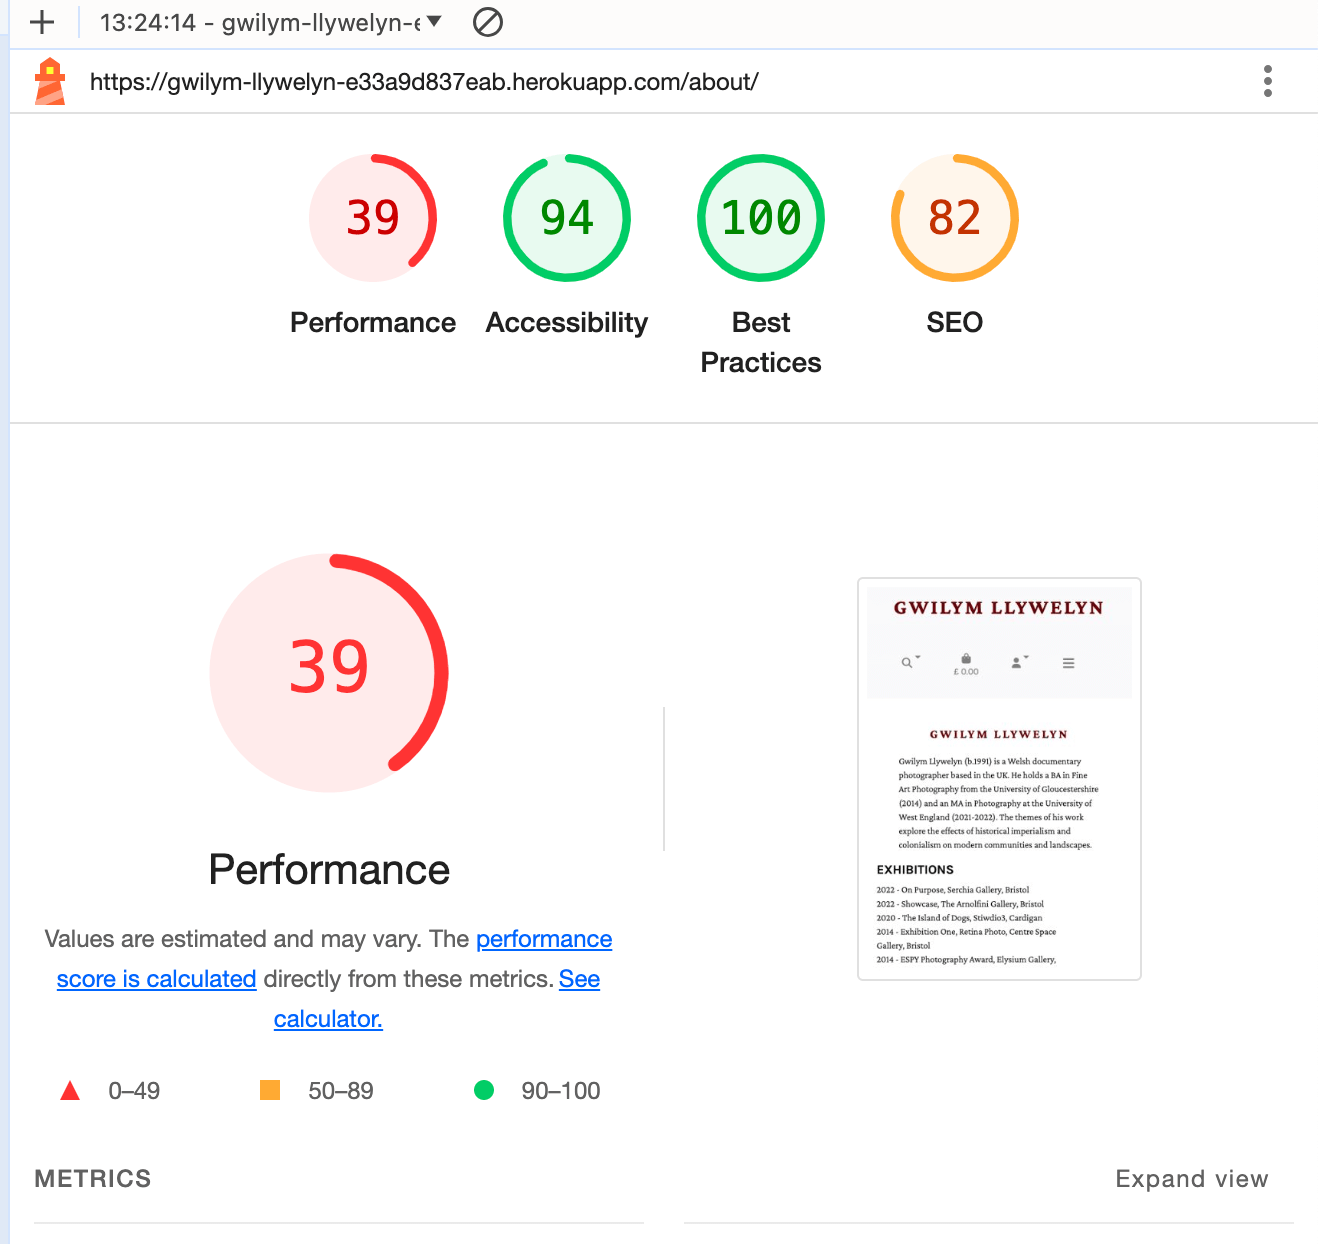 13:24:14 - gwilym-llywelyn-e
https://gwilym-llywelyn-e33a9d837eab.herokuapp.com/about/
39
94
100
82
Performance
Accessibility
Best
Practices
SEO
39
Performance
Values are estimated and may vary. The performance
score is calculated directly from these metrics. See
calculator.
0–49
50–89
90–100
GWILYM LLYWELYN
£ 0.00
GWILYM LLYWELYN
Gwilym Llywelyn (b.1991) is a Welsh documentary
photographer based in the UK. He holds a BA in Fine
Art Photography from the University of Gloucestershire
(2014) and an MA in Photography at the University of
West England (2021-2022). The themes of his work
explore the effects of historical imperialism and
colonialism on modern communities and landscapes.
EXHIBITIONS
2022 - On Purpose, Serchia Gallery, Bristol
2022 - Showcase, The Arnolfini Gallery, Bristol
2020 - The Island of Dogs, Stiwdio3, Cardigan
2014 - Exhibition One, Retina Photo, Centre Space
Gallery, Bristol
2014 - ESPY Photography Award, Elysium Gallery,
METRICS
Expand view